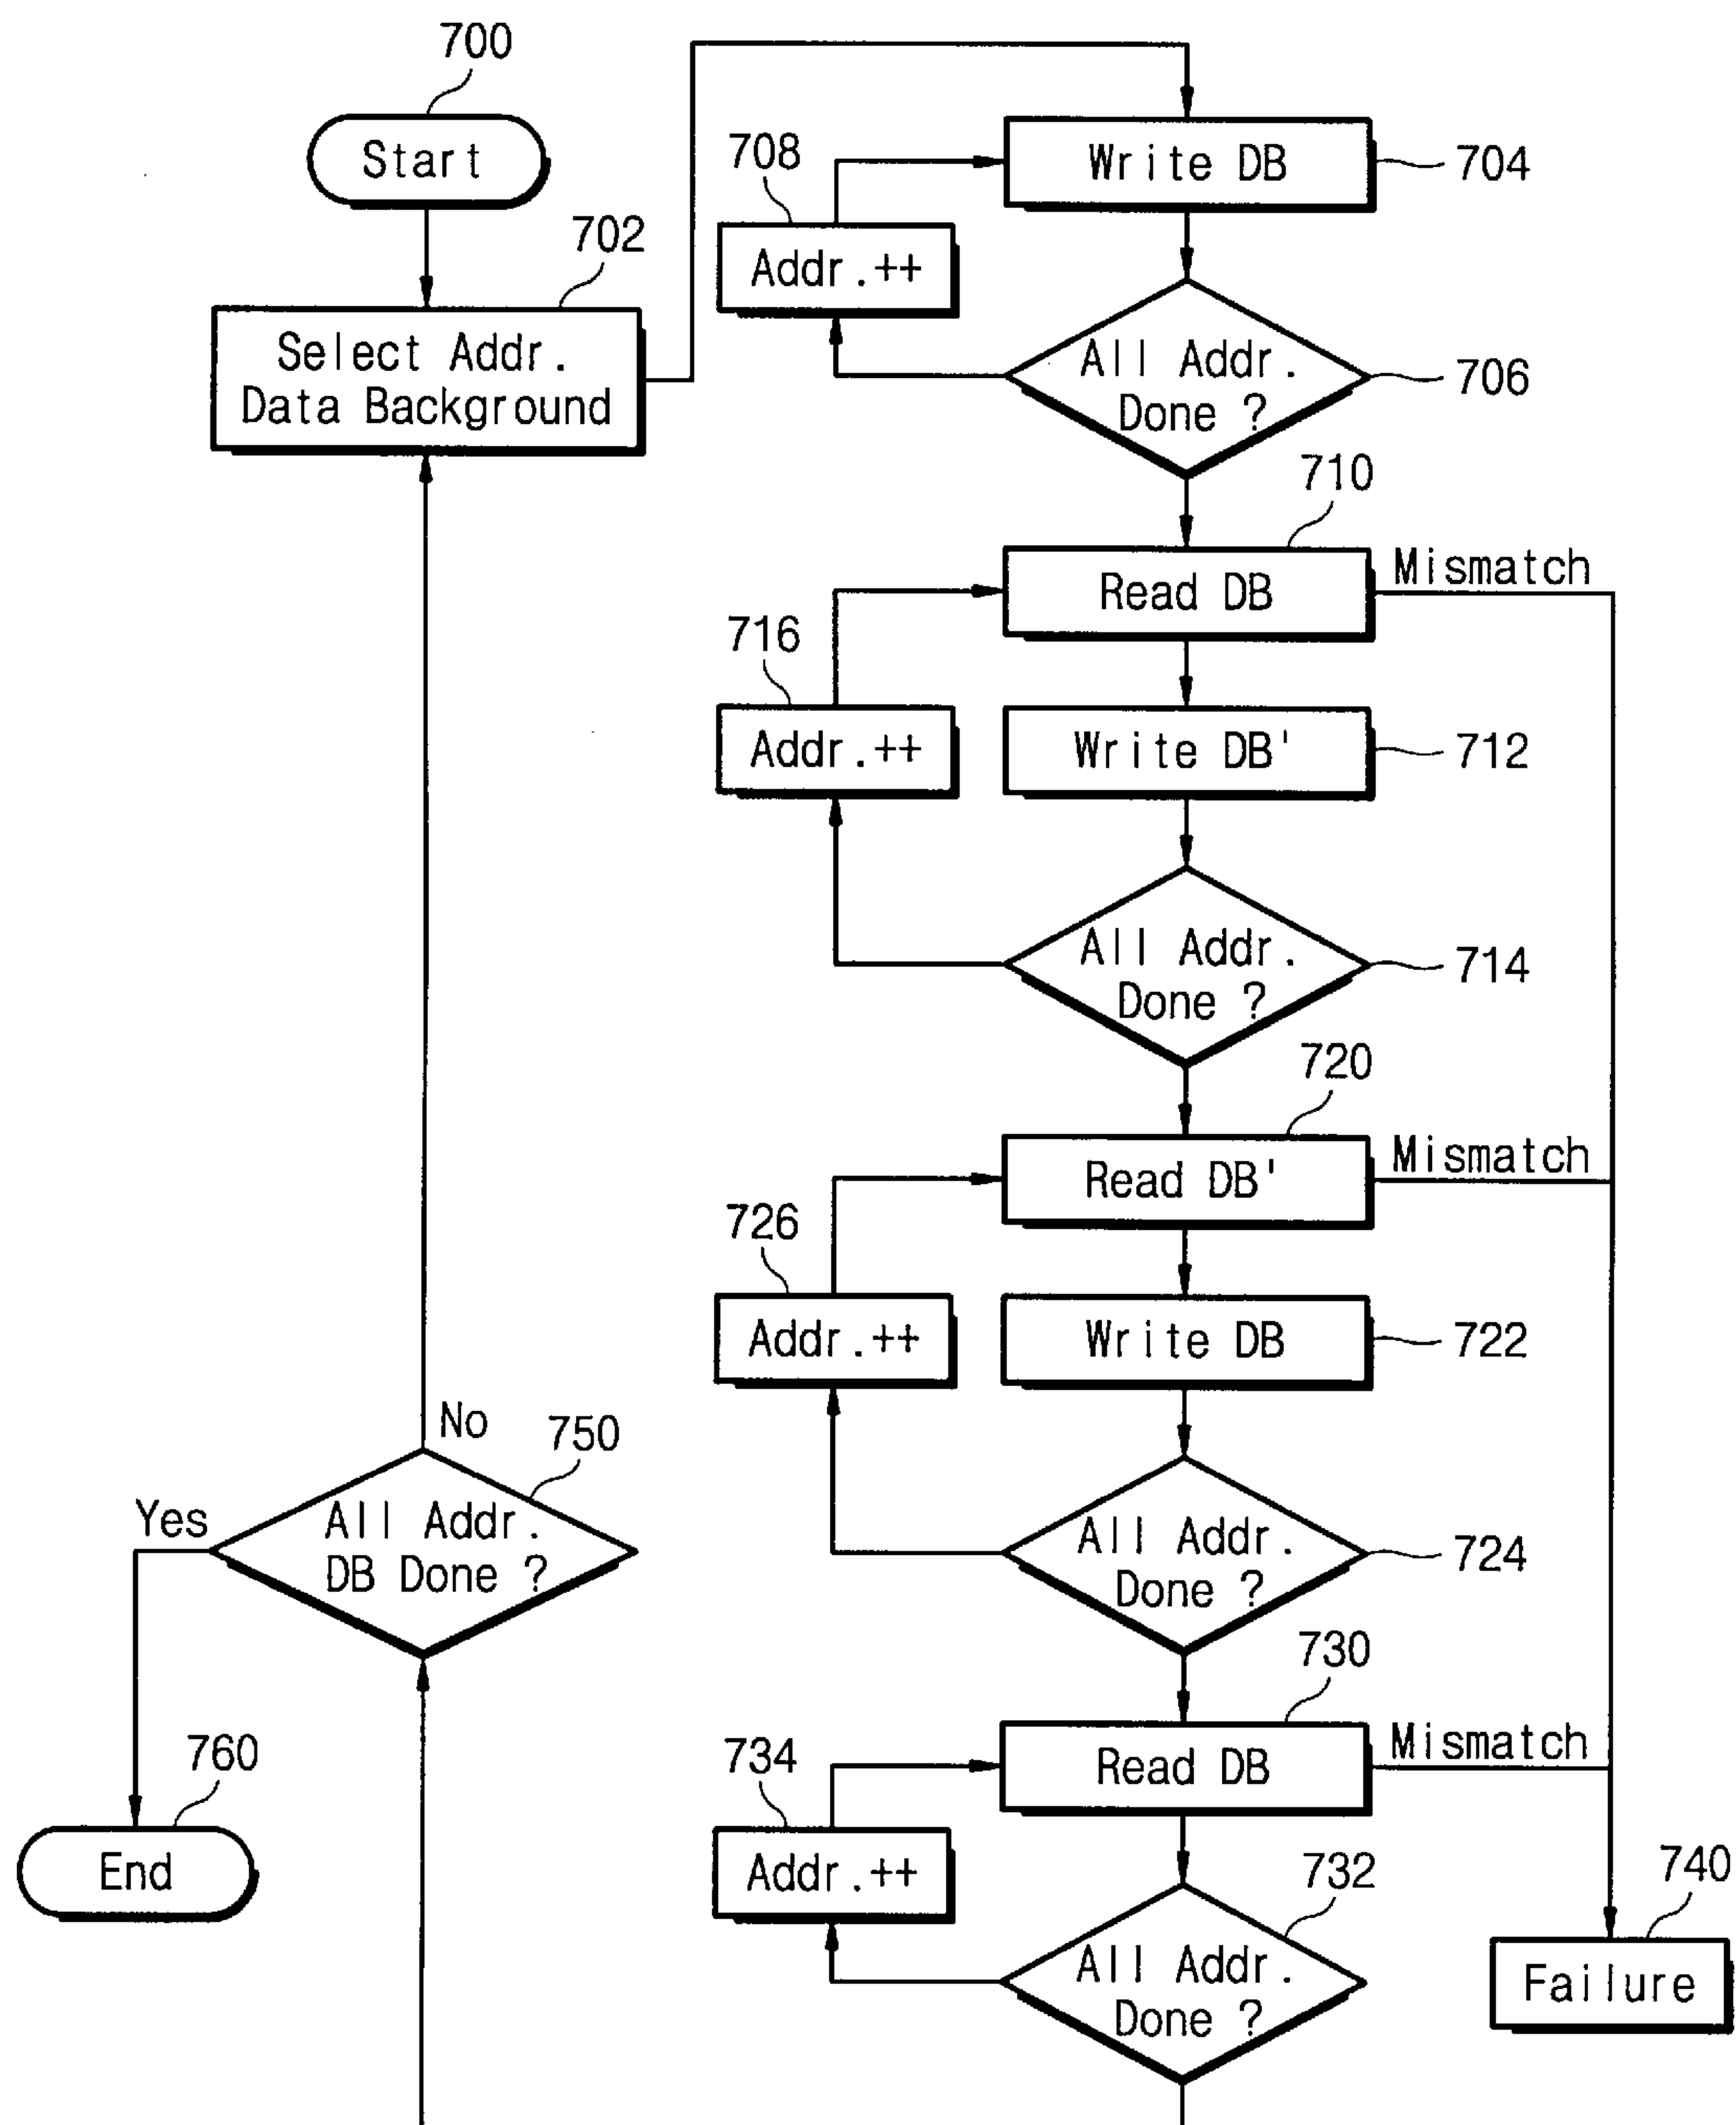 700
Start
702
Select Addr.
Data Background
Write DB
704
708
Addr.++
All Addr.
Done ?
706
710
Read DB
Mismatch
716
Addr.++
Write DB'
712
All Addr.
Done ?
714
720
Read DB'
Mismatch
726
Addr.++
Write DB
722
All Addr.
Done ?
724
No
750
Yes
All Addr.
DB Done ?
730
Read DB
Mismatch
734
Addr.++
760
End
732
All Addr.
Done ?
740
Failure